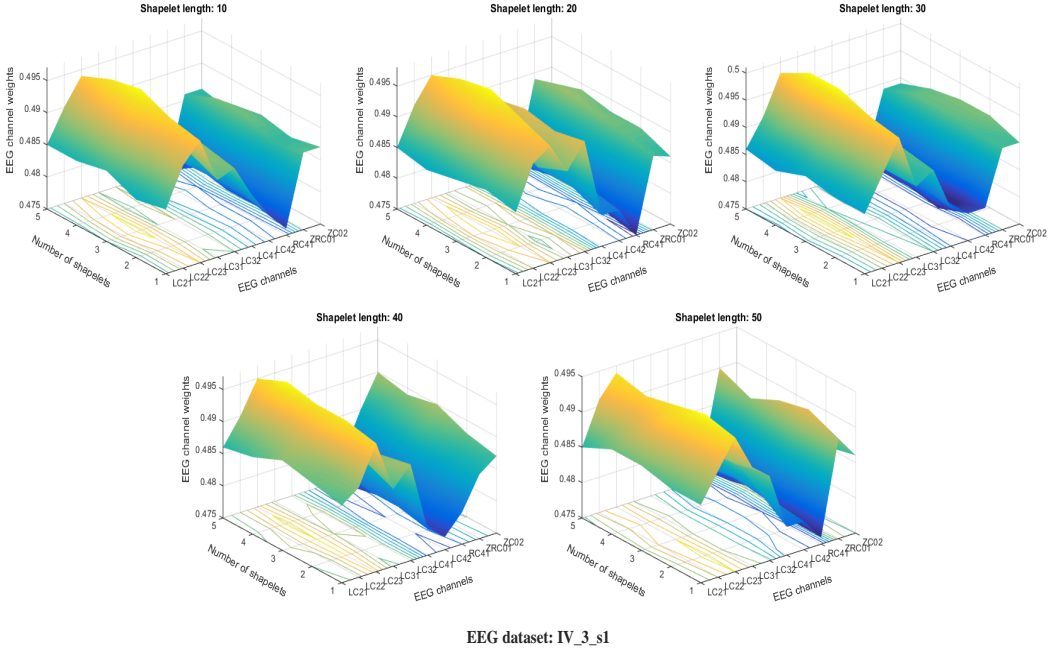 Shapelet length: 10
EEG channel weights
0.495
0.49
0.485
0.48
0.475
5
4
3
2
1
Number of shapelets
LC21
LC22
LC23
LC31
LC32
LC41
LC42
RC41
ZRC01
ZC02
EEG channels
Shapelet length: 20
EEG channel weights
0.495
0.49
0.485
0.48
0.475
5
4
3
2
1
Number of shapelets
LC21
LC22
LC23
LC31
LC32
LC41
LC42
RC41
ZRC01
ZC02
EEG channels
Shapelet length: 30
EEG channel weights
0.5
0.495
0.49
0.485
0.48
0.475
5
4
3
2
1
Number of shapelets
LC21
LC22
LC23
LC31
LC32
LC41
LC42
RC41
ZRC01
ZC02
EEG channels
Shapelet length: 40
EEG channel weights
0.495
0.49
0.485
0.48
0.475
5
4
3
2
1
Number of shapelets
LC21
LC22
LC23
LC31
LC32
LC41
LC42
RC41
ZRC01
ZC02
EEG channels
Shapelet length: 50
EEG channel weights
0.495
0.49
0.485
0.48
0.475
5
4
3
2
1
Number of shapelets
LC21
LC22
LC23
LC31
LC32
LC41
LC42
RC41
ZRC01
ZC02
EEG channels
EEG dataset: IV_3_s1